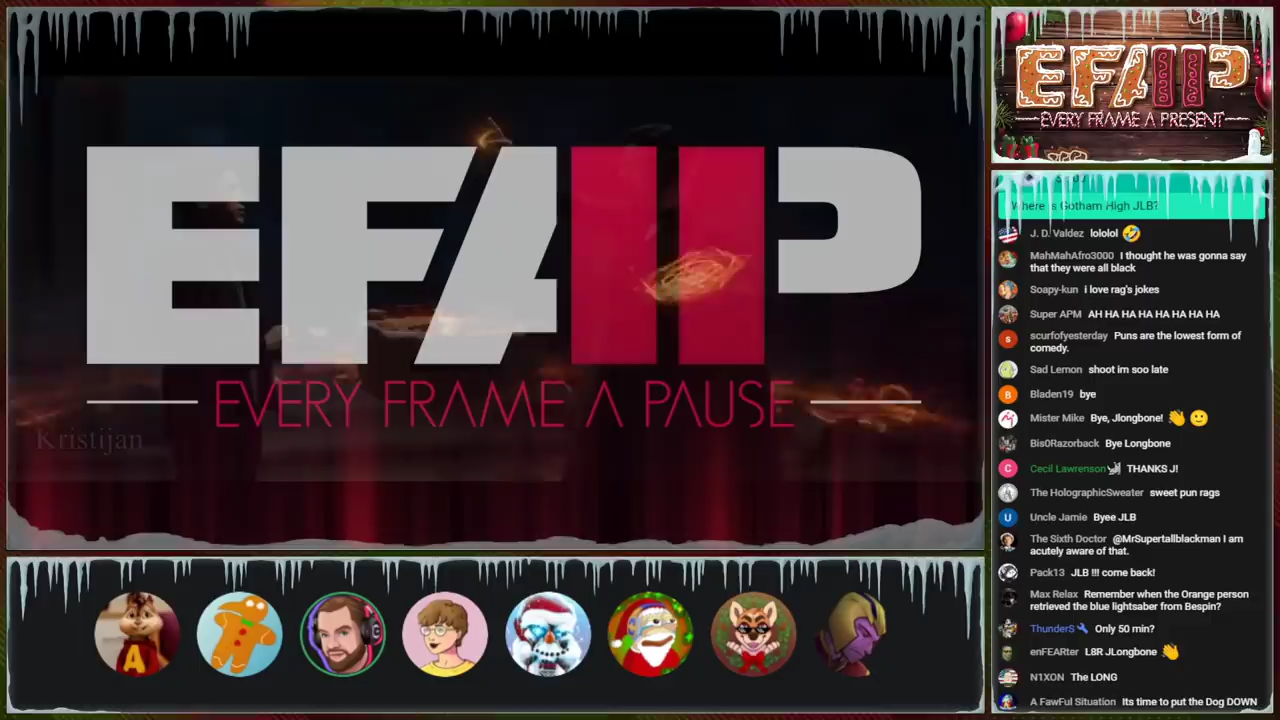 EFAP
EVERY FRAME A PAUSE
Kristijan
EFAP
EVERY FRAME A PRESENT
Where is Gotham High JLB?
J. D. Valdez lololol 🤣
MahMahAfro3000 I thought he was gonna say
that they were all black
Soapy-kun i love rag's jokes
Super APM AH HA HA HA HA HA HA HA
scurfofyesterday Puns are the lowest form of
comedy.
Sad Lemon shoot im soo late
Bladen19 bye
Mister Mike Bye, Jlongbone! 👋 🙂
Bis0Razorback Bye Longbone
Cecil Lawrenson THANKS J!
The HolographicSweater sweet pun rags
Uncle Jamie Byee JLB
The Sixth Doctor @MrSupertallblackman I am
acutely aware of that.
Pack13 JLB !!! come back!
Max Relax Remember when the Orange person
retrieved the blue lightsaber from Bespin?
ThunderS Only 50 min?
enFEARter L8R JLongbone 👋
N1XON The LONG
A FawFul Situation Its time to put the Dog DOWN
A